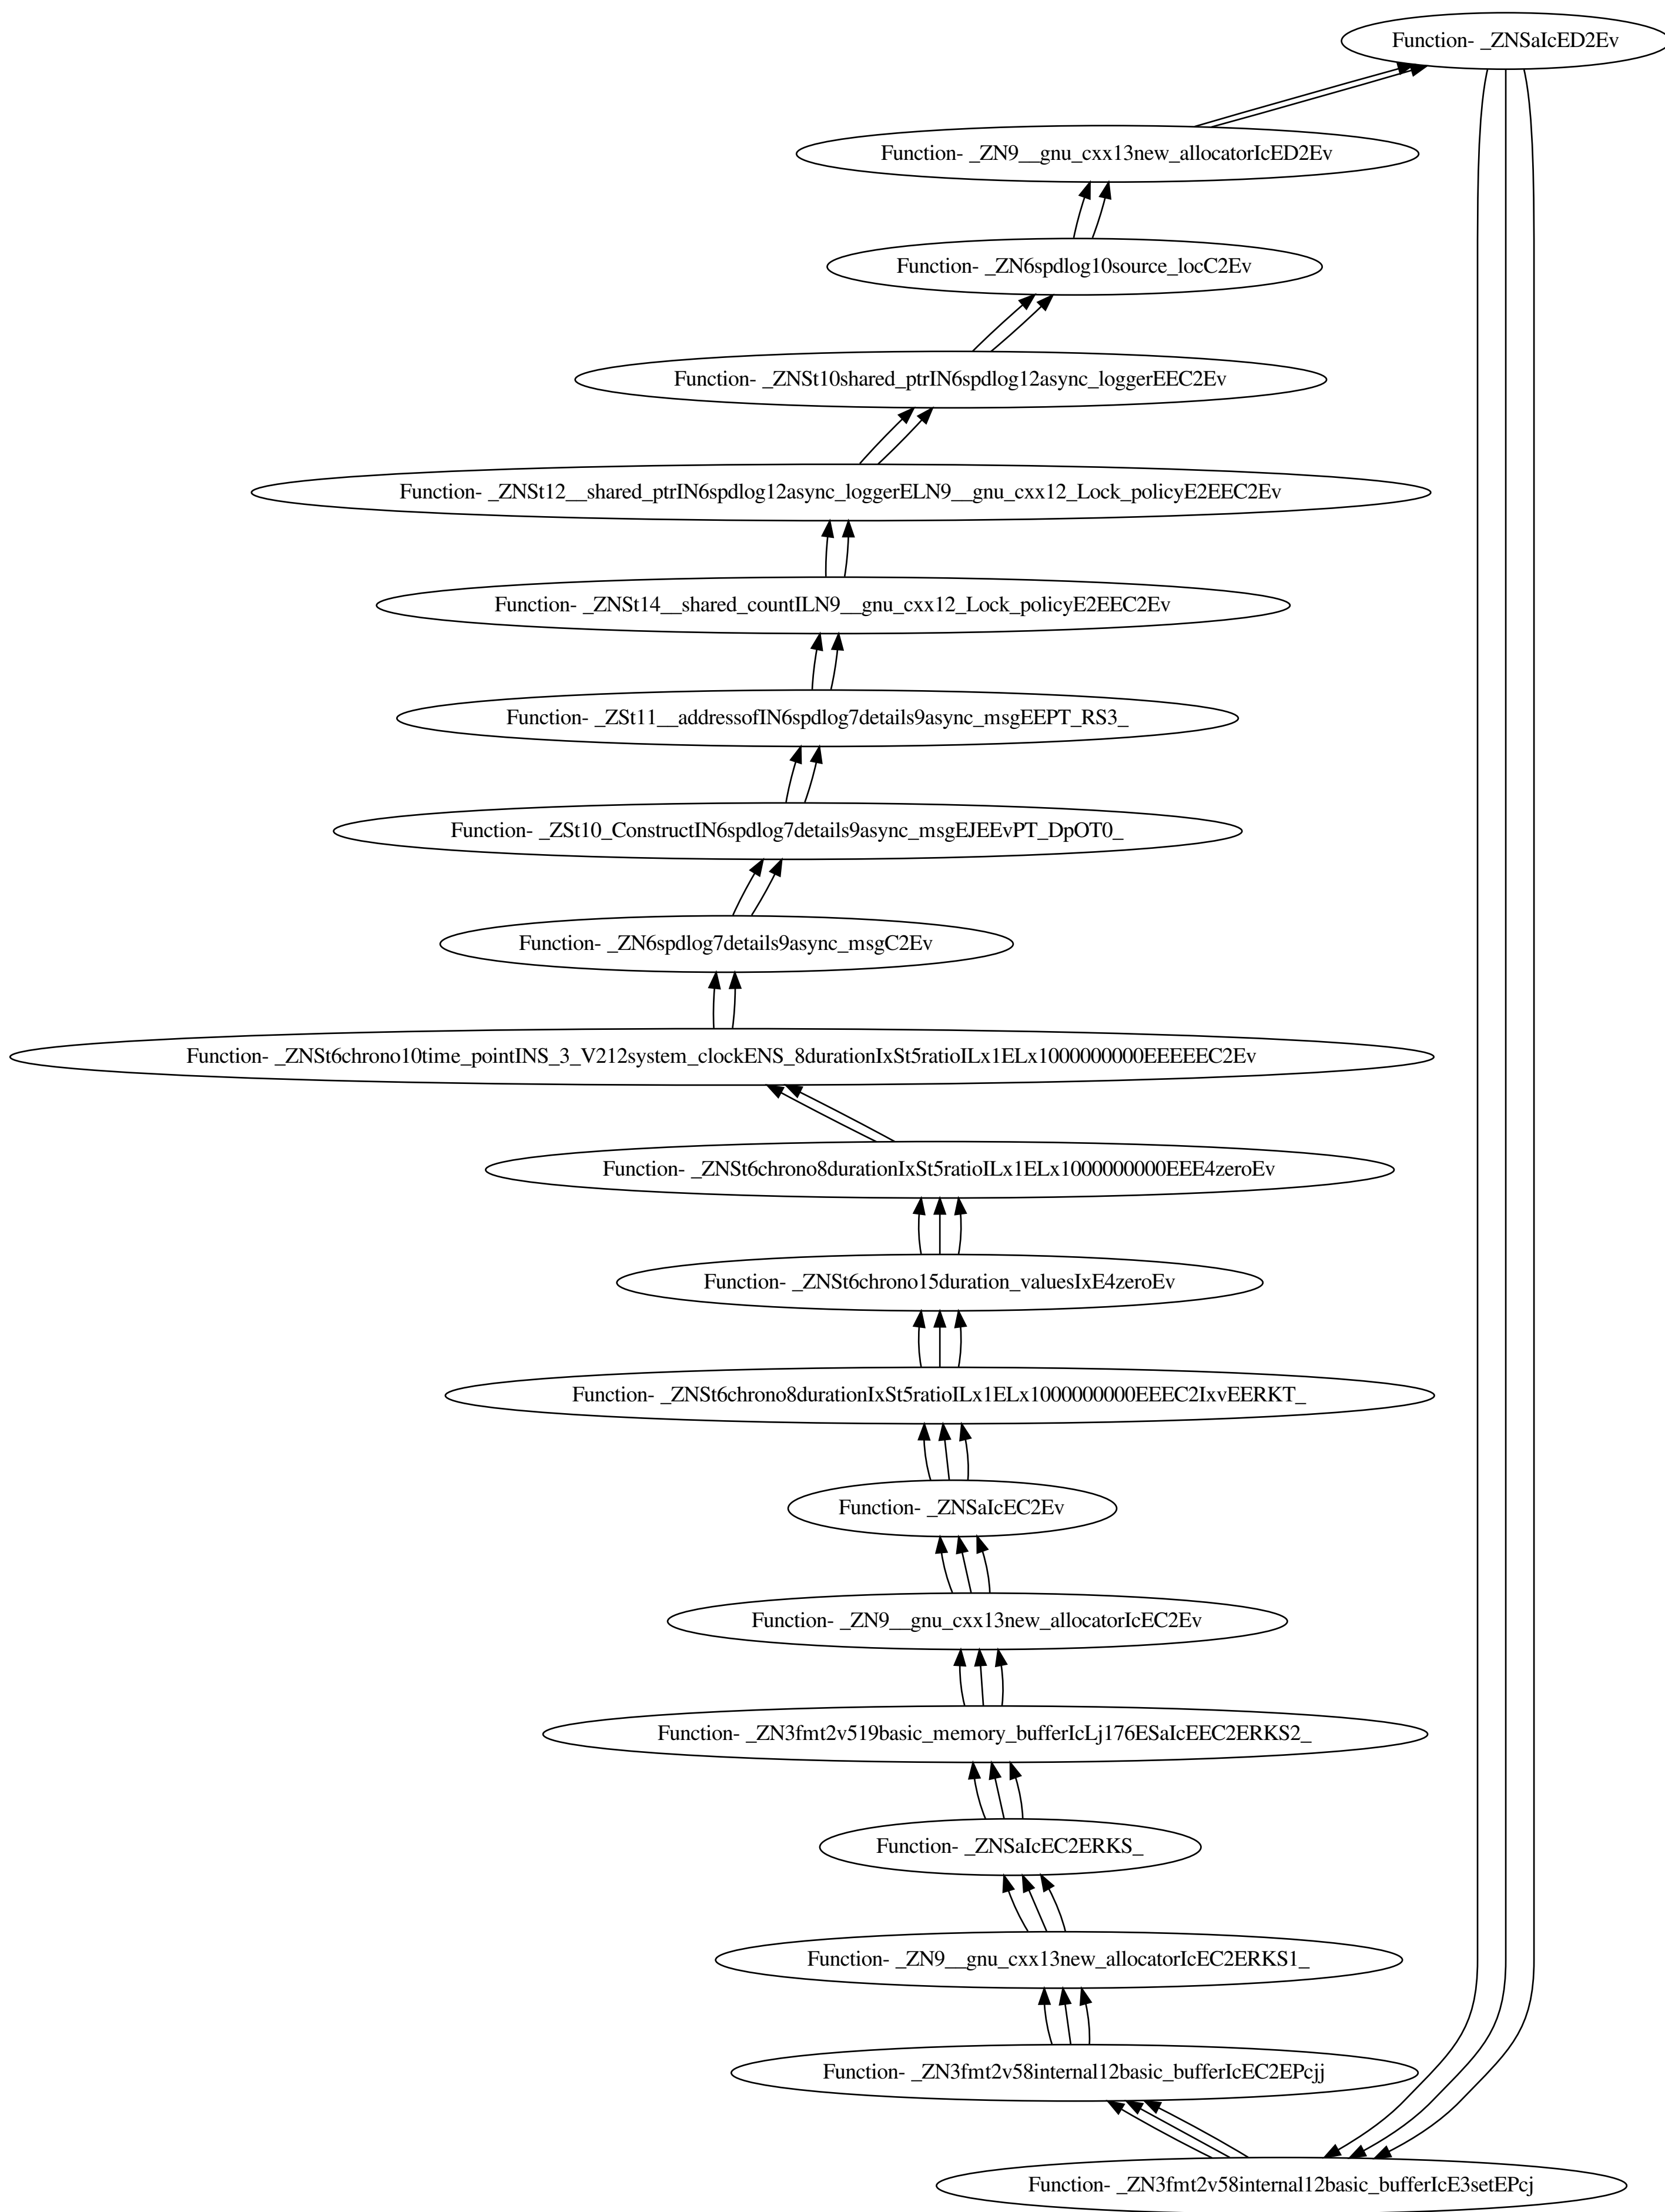 Function- _ZNSaIcED2Ev
Function- _ZN9__gnu_cxx13new_allocatorIcED2Ev
Function- _ZN6spdlog10source_locC2Ev
Function- _ZNSt10shared_ptrIN6spdlog12async_loggerEEC2Ev
Function- _ZNSt12__shared_ptrIN6spdlog12async_loggerELN9__gnu_cxx12_Lock_policyE2EEC2Ev
Function- _ZNSt14__shared_countILN9__gnu_cxx12_Lock_policyE2EEC2Ev
Function- _ZSt11__addressofIN6spdlog7details9async_msgEEPT_RS3_
Function- _ZSt10_ConstructIN6spdlog7details9async_msgEJEEvPT_DpOT0_
Function- _ZN6spdlog7details9async_msgC2Ev
Function- _ZNSt6chrono10time_pointINS_3_V212system_clockENS_8durationIxSt5ratioILx1ELx1000000000EEEEEC2Ev
Function- _ZNSt6chrono8durationIxSt5ratioILx1ELx1000000000EEE4zeroEv
Function- _ZNSt6chrono15duration_valuesIxE4zeroEv
Function- _ZNSt6chrono8durationIxSt5ratioILx1ELx1000000000EEEC2IxvEERKT_
Function- _ZNSaIcEC2Ev
Function- _ZN9__gnu_cxx13new_allocatorIcEC2Ev
Function- _ZN3fmt2v519basic_memory_bufferIcLj176ESaIcEEC2ERKS2_
Function- _ZNSaIcEC2ERKS_
Function- _ZN9__gnu_cxx13new_allocatorIcEC2ERKS1_
Function- _ZN3fmt2v58internal12basic_bufferIcEC2EPcjj
Function- _ZN3fmt2v58internal12basic_bufferIcE3setEPcj